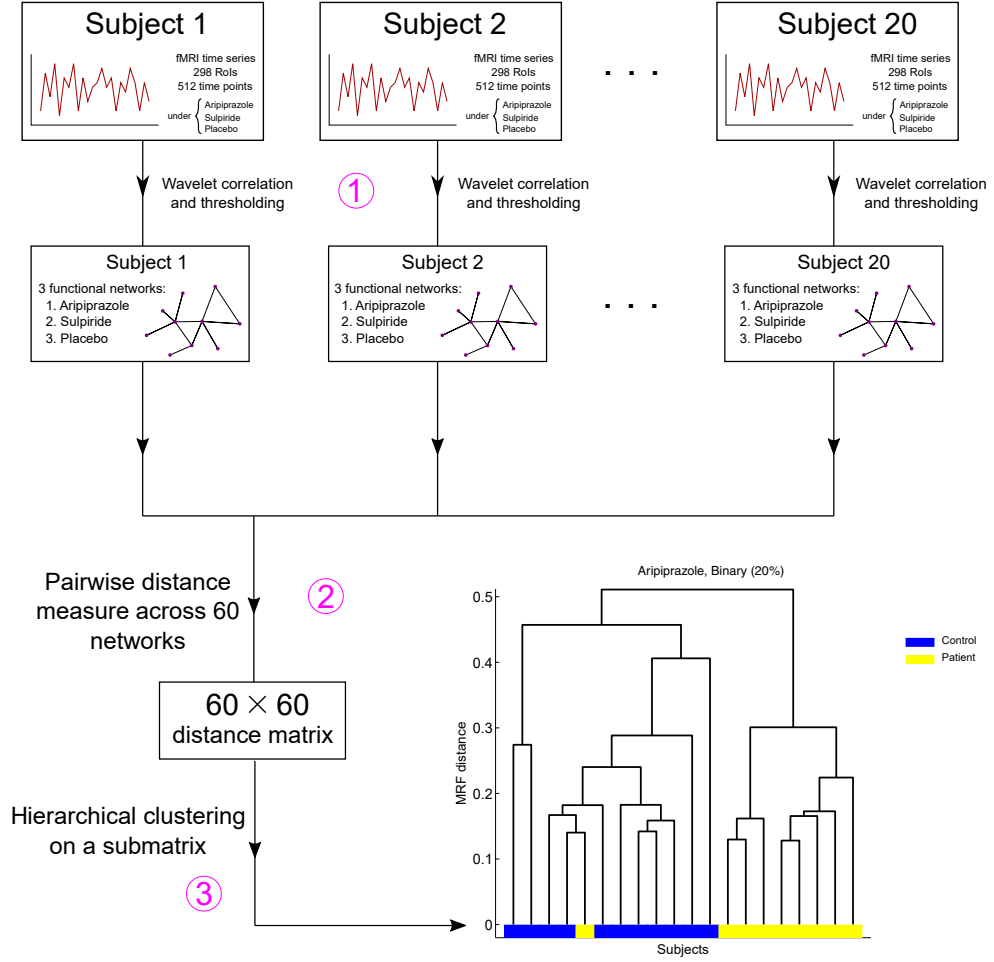 Subject 1
fMRI time series
298 RoIs
512 time points
under { Aripiprazole
Sulpiride
Placebo
Subject 2
fMRI time series
298 RoIs
512 time points
under { Aripiprazole
Sulpiride
Placebo
. . .
Subject 20
fMRI time series
298 RoIs
512 time points
under { Aripiprazole
Sulpiride
Placebo
Wavelet correlation
and thresholding
1
Wavelet correlation
and thresholding
Wavelet correlation
and thresholding
Subject 1
3 functional networks:
1. Aripiprazole
2. Sulpiride
3. Placebo
Subject 2
3 functional networks:
1. Aripiprazole
2. Sulpiride
3. Placebo
. . .
Subject 20
3 functional networks:
1. Aripiprazole
2. Sulpiride
3. Placebo
Pairwise distance
measure across 60
networks
2
60 × 60
distance matrix
Hierarchical clustering
on a submatrix
3
Aripiprazole, Binary (20%)
0.5
0.4
0.3
0.2
0.1
0
MRF distance
Subjects
Control
Patient